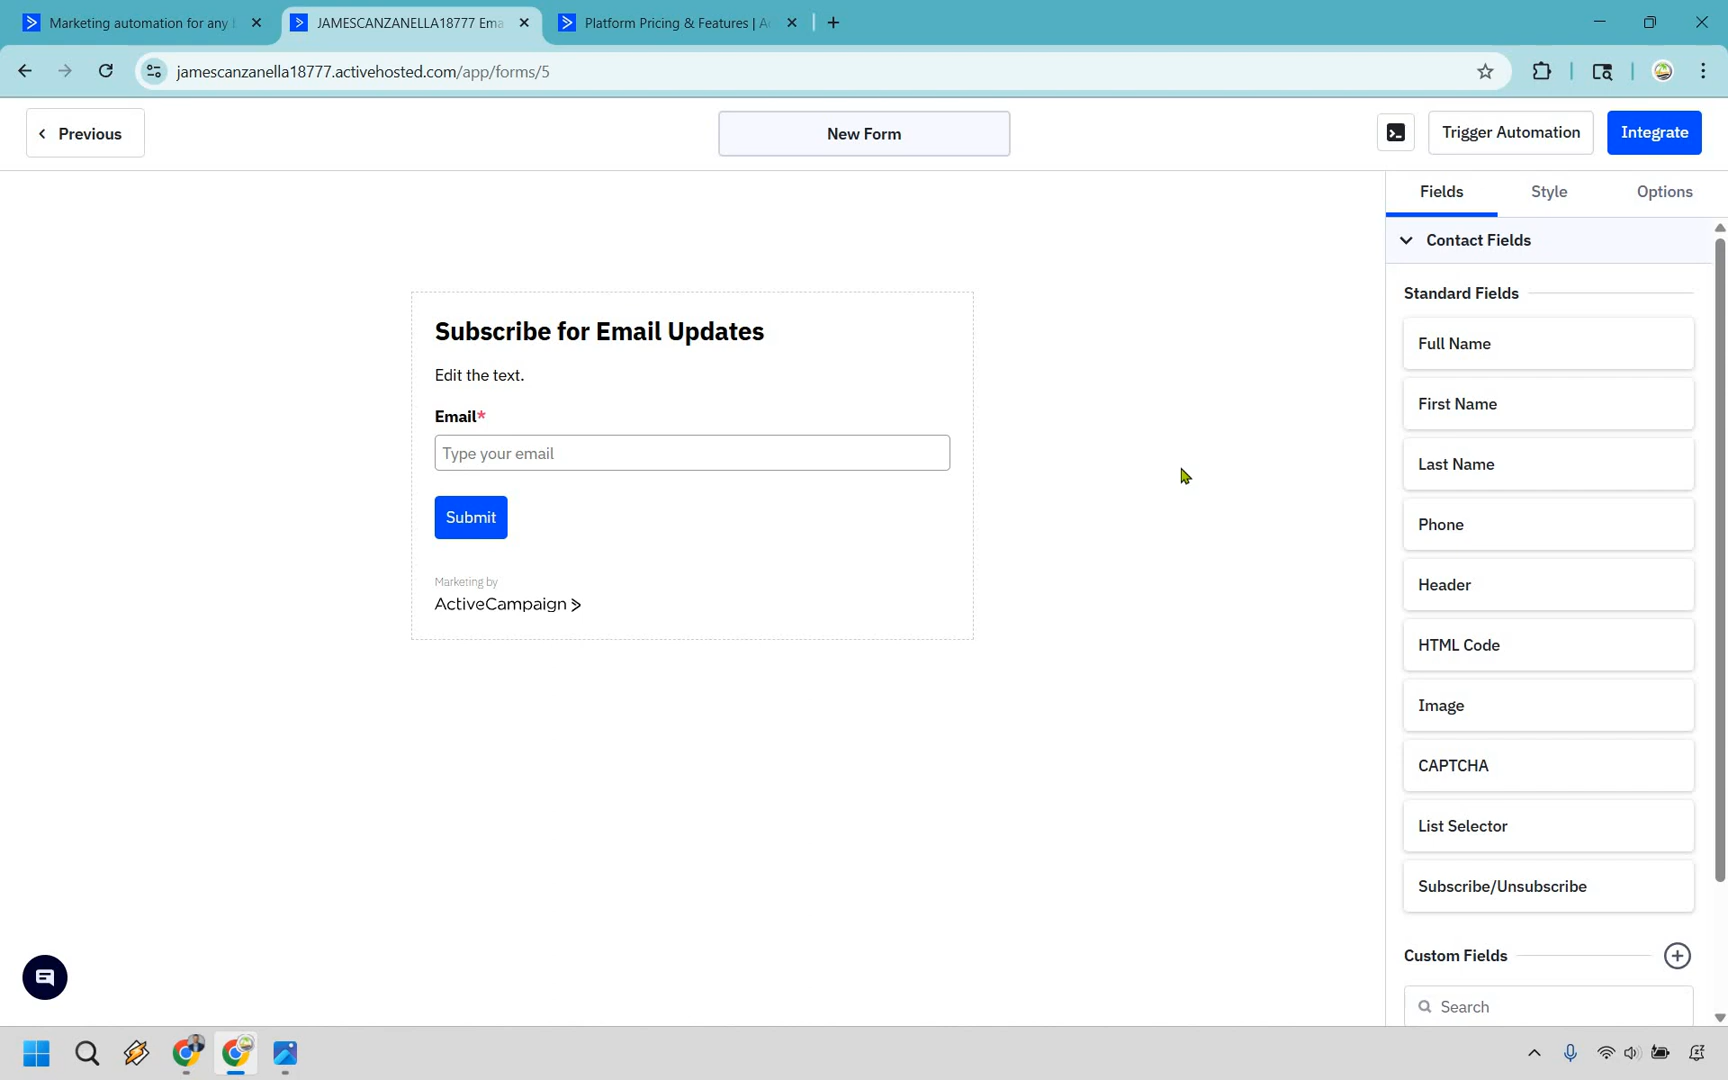 Marketing automation for any
JAMESCANZANELLA18777 Ema
Platform Pricing & Features | A
jamescanzanella18777.activehosted.com/app/forms/5
Previous
New Form
Trigger Automation
Integrate
Fields
Style
Options
Contact Fields
Standard Fields
Full Name
First Name
Last Name
Phone
Header
HTML Code
Image
CAPTCHA
List Selector
Subscribe/Unsubscribe
Custom Fields
Search
Subscribe for Email Updates
Edit the text.
Email*
Type your email
Submit
Marketing by
ActiveCampaign >